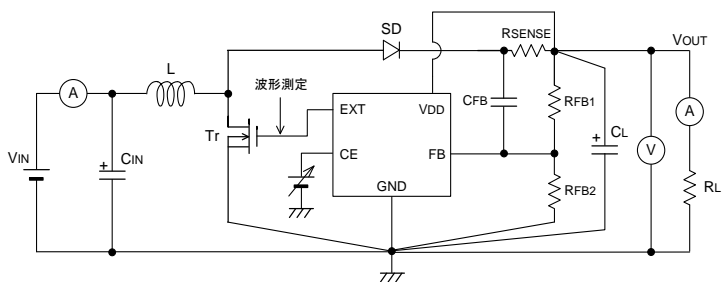 SD
RSENSE
VOUT
L
A
波形測定
EXT
VDD
CFB
RFB1
A
VIN
CIN
Tr
CE
FB
CL
V
GND
RFB2
RL